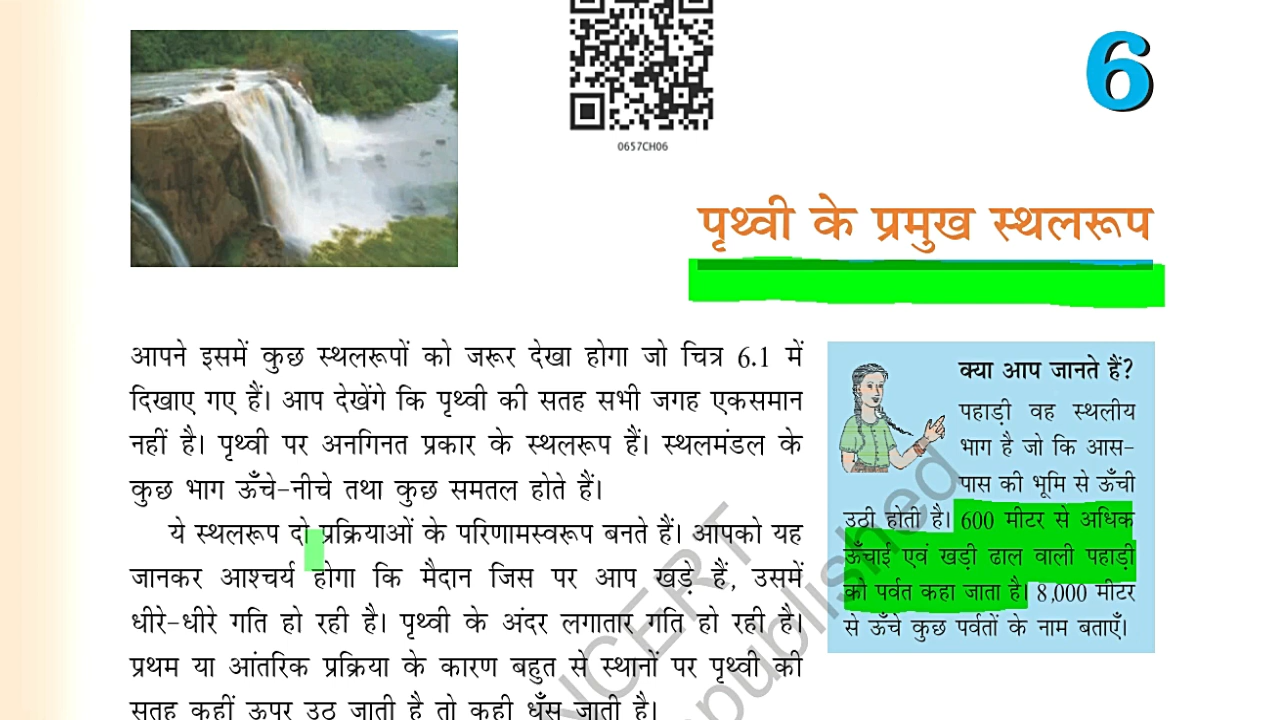 6
0657CH06
पृथ्वी के प्रमुख स्थलरूप
आपने इसमें कुछ स्थलरूपों को जरूर देखा होगा जो चित्र 6.1 में
दिखाए गए हैं। आप देखेंगे कि पृथ्वी की सतह सभी जगह एकसमान
नहीं है। पृथ्वी पर अनगिनत प्रकार के स्थलरूप हैं। स्थलमंडल के
कुछ भाग ऊँचे-नीचे तथा कुछ समतल होते हैं।
ये स्थलरूप दो प्रक्रियाओं के परिणामस्वरूप बनते हैं। आपको यह
जानकर आश्चर्य होगा कि मैदान जिस पर आप खड़े हैं, उसमें
धीरे-धीरे गति हो रही है। पृथ्वी के अंदर लगातार गति हो रही है।
प्रथम या आंतरिक प्रक्रिया के कारण बहुत से स्थानों पर पृथ्वी की
सतह कहीं ऊपर उठ जाती है तो कही धँस जाती है।
क्या आप जानते हैं?
पहाड़ी वह स्थलीय
भाग है जो कि आस-
पास की भूमि से ऊँची
उठी होती है। 600 मीटर से अधिक
ऊँचाई एवं खड़ी ढाल वाली पहाड़ी
को पर्वत कहा जाता है। 8,000 मीटर
से ऊँचे कुछ पर्वतों के नाम बताएँ।
NCERT
published